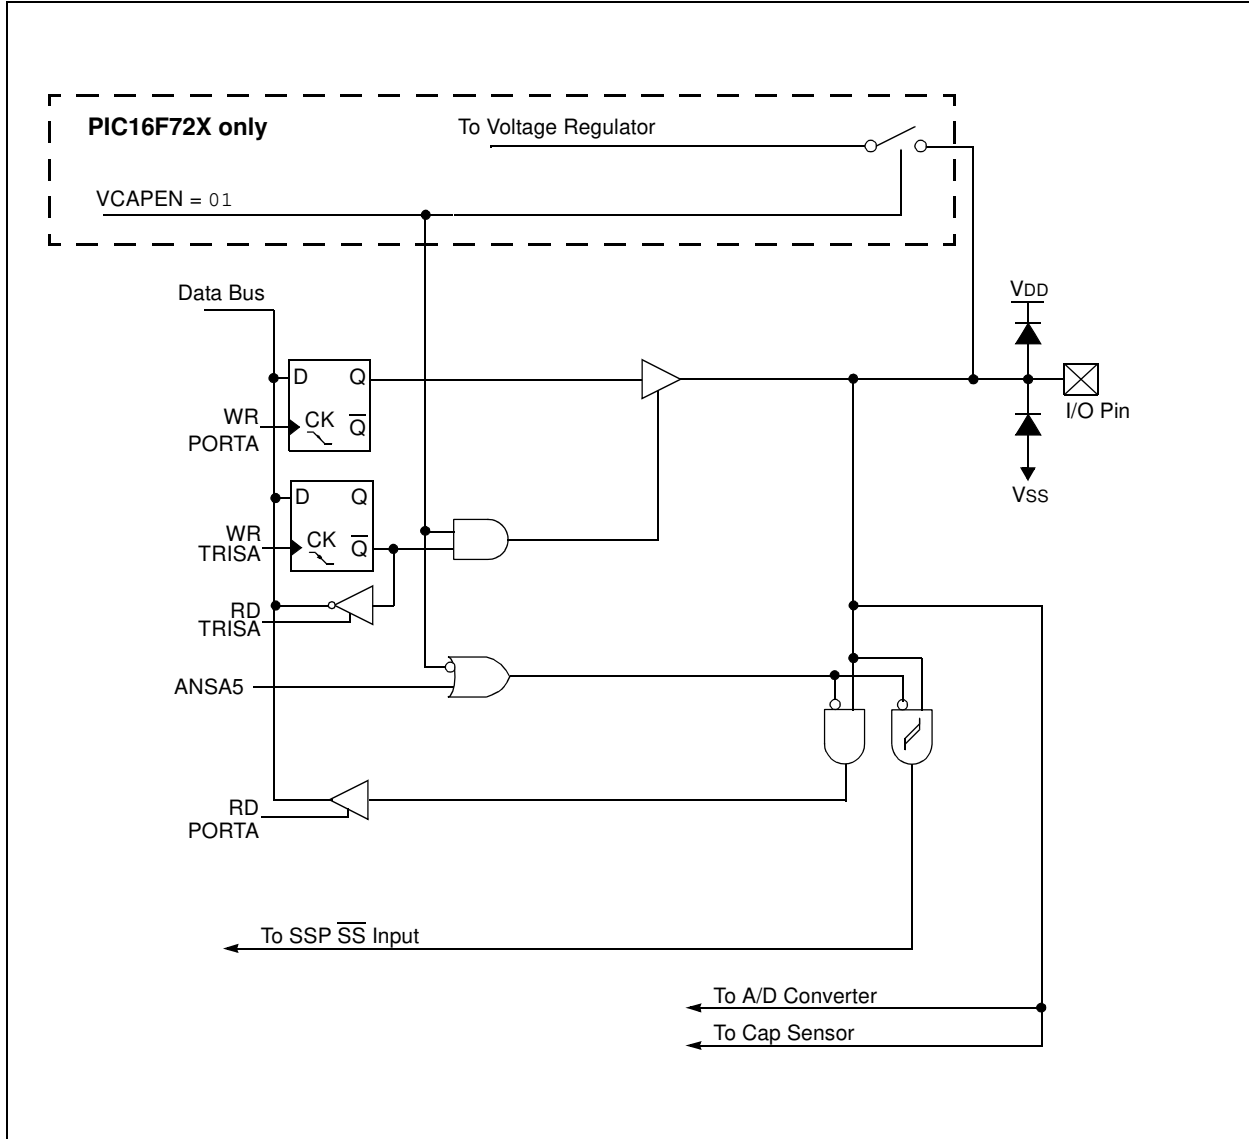 PIC16F72X only
To Voltage Regulator
VCAPEN = 01
Data Bus
VDD
D Q
WR
PORTA
CK Q̅
I/O Pin
VSS
D Q
WR
TRISA
CK Q̅
RD
TRISA
ANSA5
RD
PORTA
To SSP S̅S̅ Input
To A/D Converter
To Cap Sensor